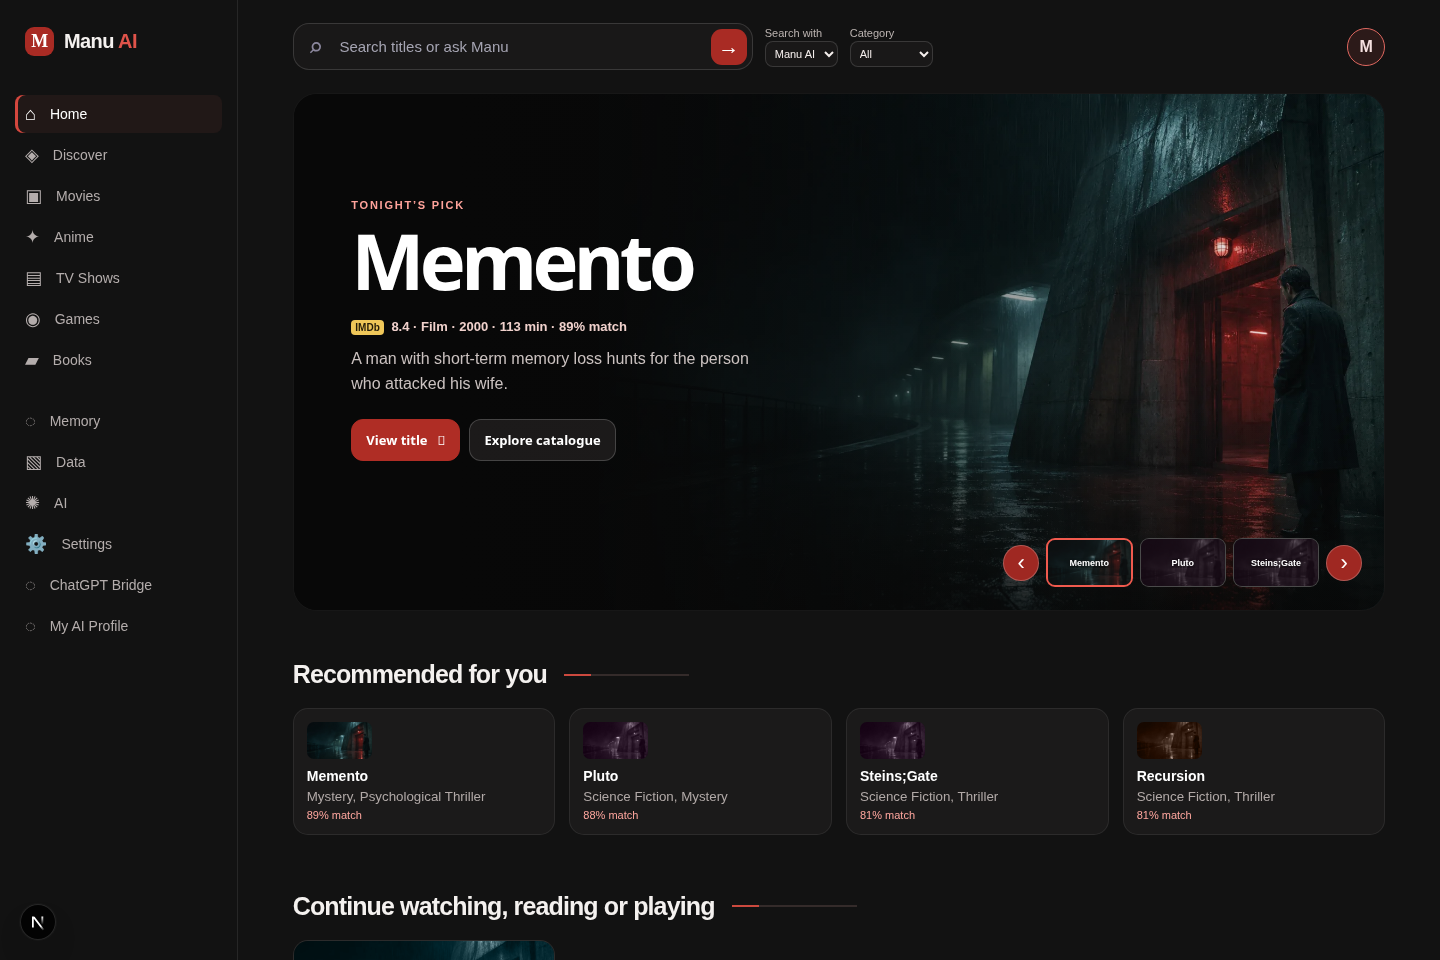 M Manu AI
Home
Discover
Movies
Anime
TV Shows
Games
Books
Memory
Data
AI
Settings
ChatGPT Bridge
My AI Profile
N
Search titles or ask Manu →
Search with
Manu AI
Category
All
M
TONIGHT’S PICK
Memento
IMDb 8.4 · Film · 2000 · 113 min · 89% match
A man with short-term memory loss hunts for the person
who attacked his wife.
View title
Explore catalogue
‹ Memento Pluto Steins;Gate ›
Recommended for you
Memento
Mystery, Psychological Thriller
89% match
Pluto
Science Fiction, Mystery
88% match
Steins;Gate
Science Fiction, Thriller
81% match
Recursion
Science Fiction, Thriller
81% match
Continue watching, reading or playing